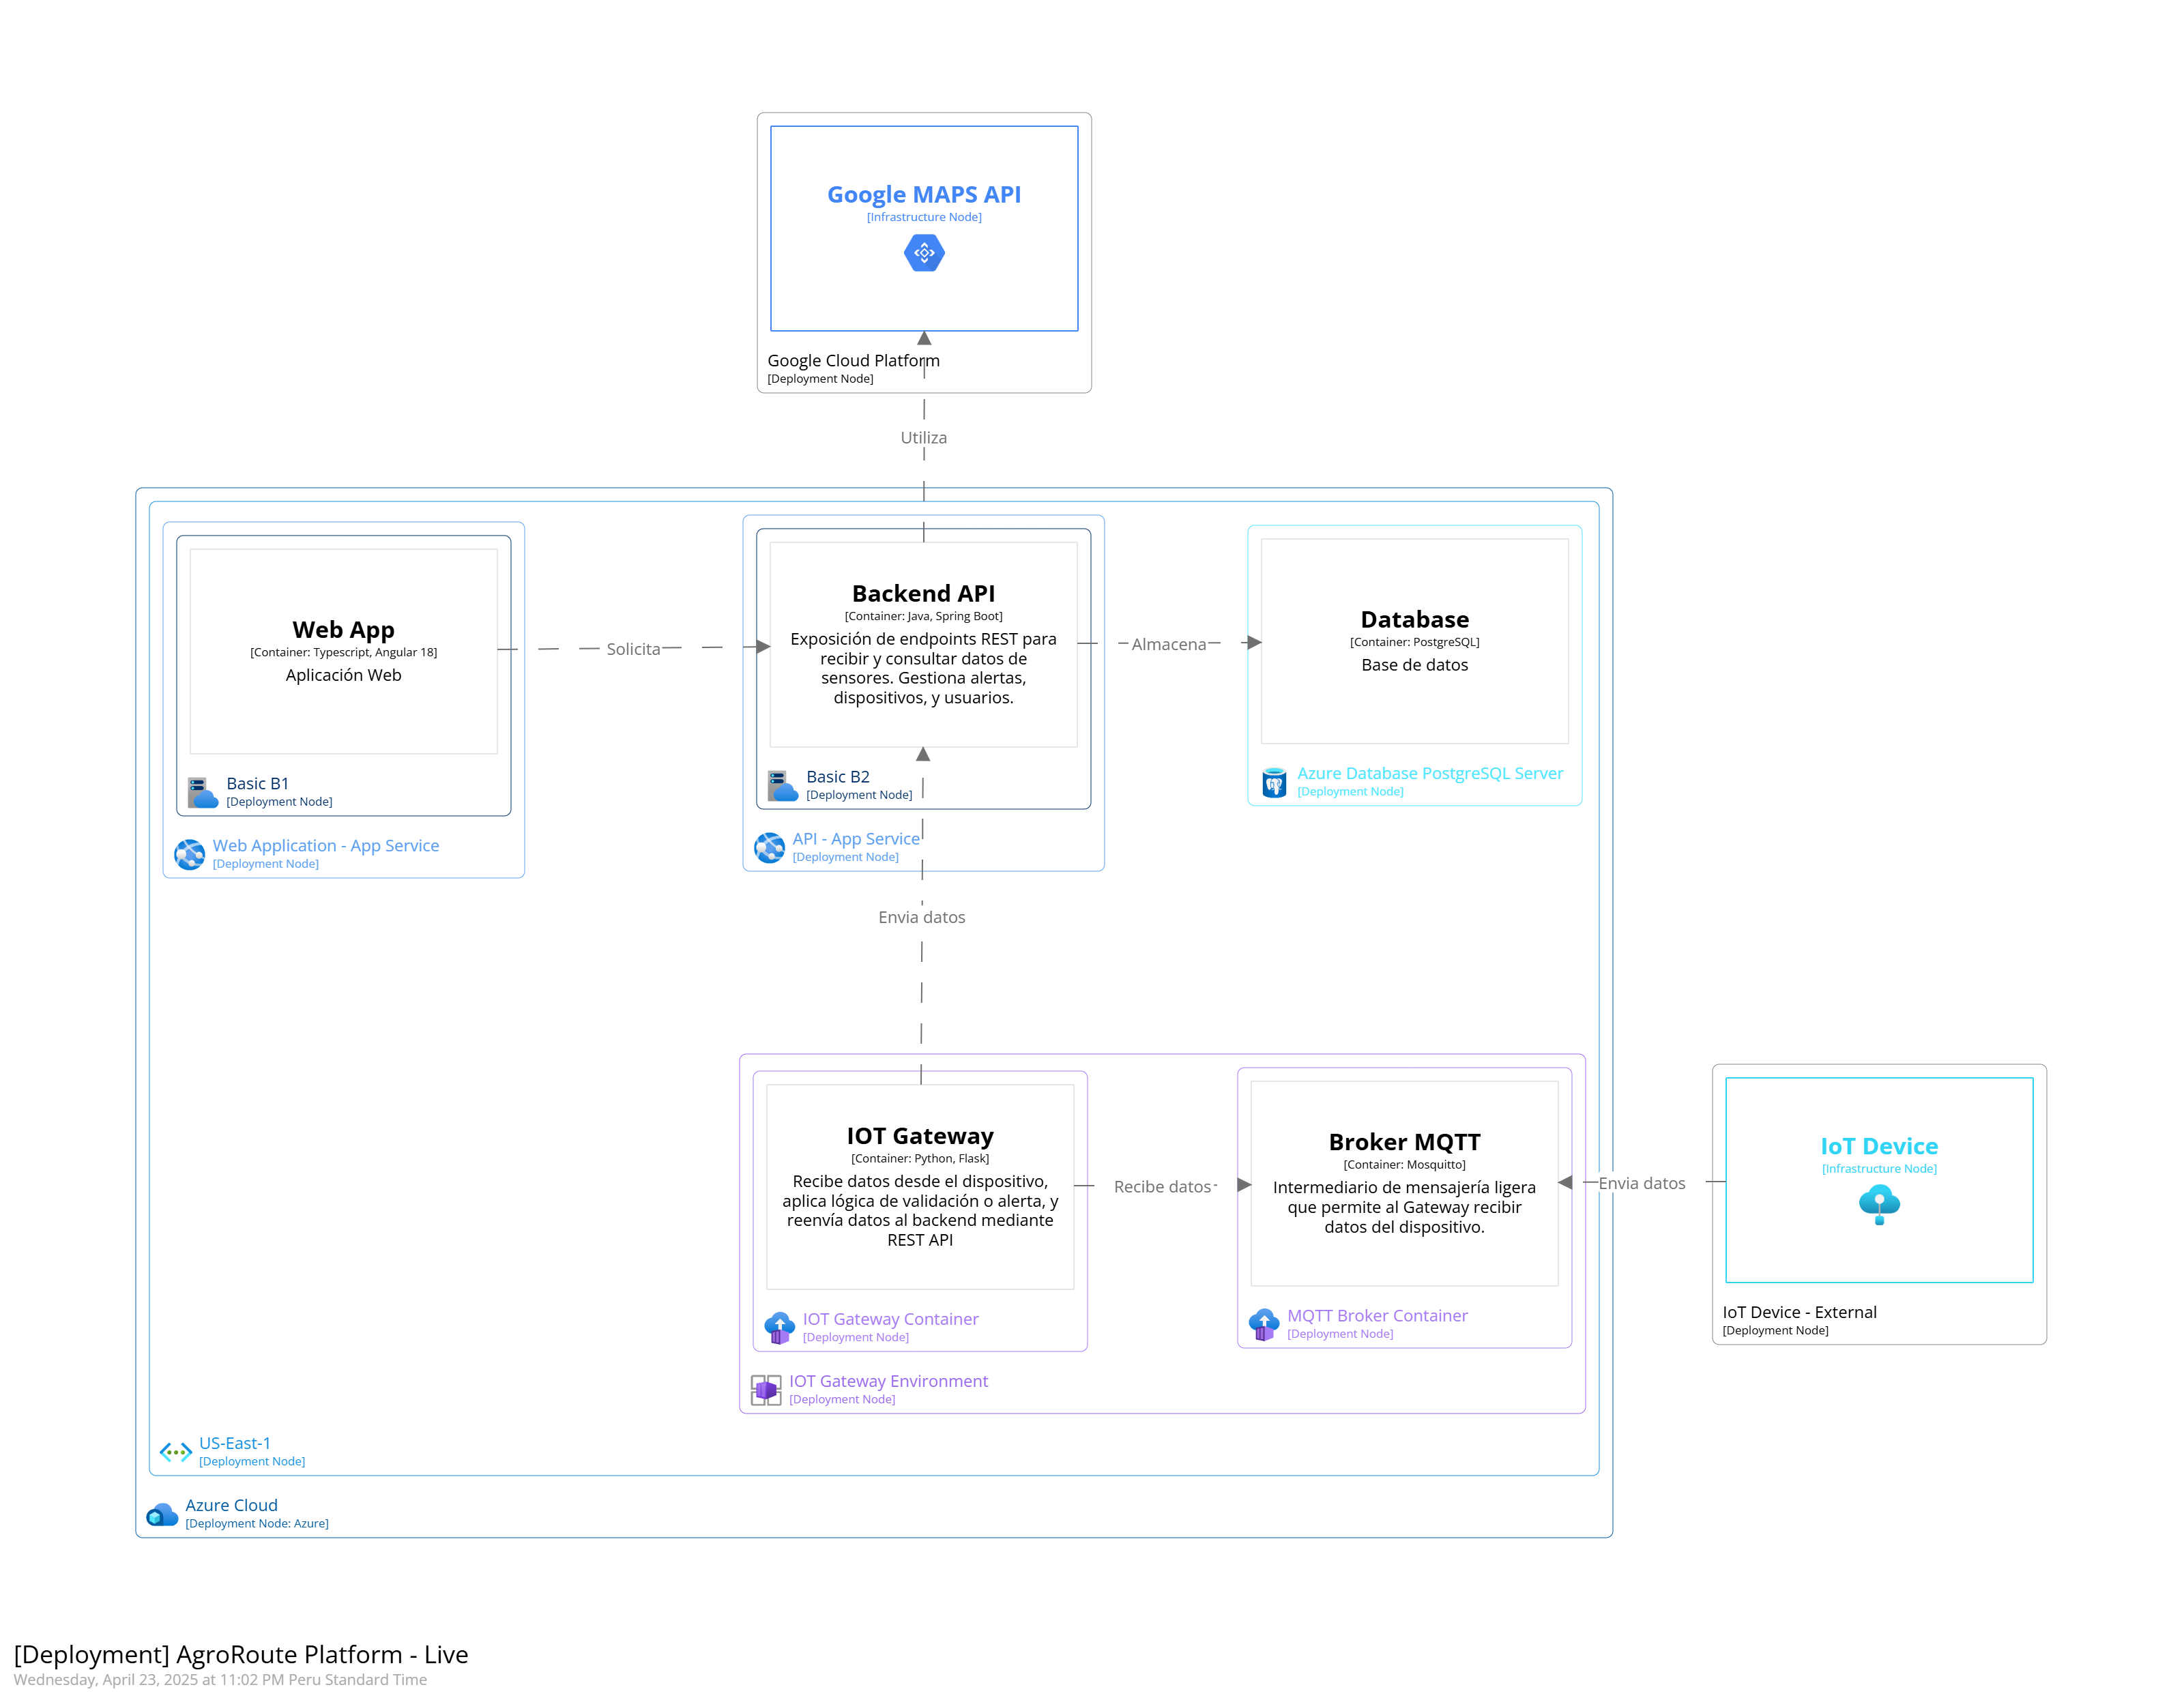 Google MAPS API
[Infrastructure Node]
Google Cloud Platform
[Deployment Node]
Utiliza
Web App
[Container: Typescript, Angular 18]
Aplicación Web
Basic B1
[Deployment Node]
Web Application - App Service
[Deployment Node]
Solicita
Backend API
[Container: Java, Spring Boot]
Exposición de endpoints REST para
recibir y consultar datos de
sensores. Gestiona alertas,
dispositivos, y usuarios.
Basic B2
[Deployment Node]
API - App Service
[Deployment Node]
Almacena
Database
[Container: PostgreSQL]
Base de datos
Azure Database PostgreSQL Server
[Deployment Node]
Envia datos
IOT Gateway
[Container: Python, Flask]
Recibe datos desde el dispositivo,
aplica lógica de validación o alerta, y
reenvía datos al backend mediante
REST API
IOT Gateway Container
[Deployment Node]
Recibe datos
Broker MQTT
[Container: Mosquitto]
Intermediario de mensajería ligera
que permite al Gateway recibir
datos del dispositivo.
MQTT Broker Container
[Deployment Node]
IOT Gateway Environment
[Deployment Node]
Envia datos
IoT Device
[Infrastructure Node]
IoT Device - External
[Deployment Node]
US-East-1
[Deployment Node]
Azure Cloud
[Deployment Node: Azure]
[Deployment] AgroRoute Platform - Live
Wednesday, April 23, 2025 at 11:02 PM Peru Standard Time